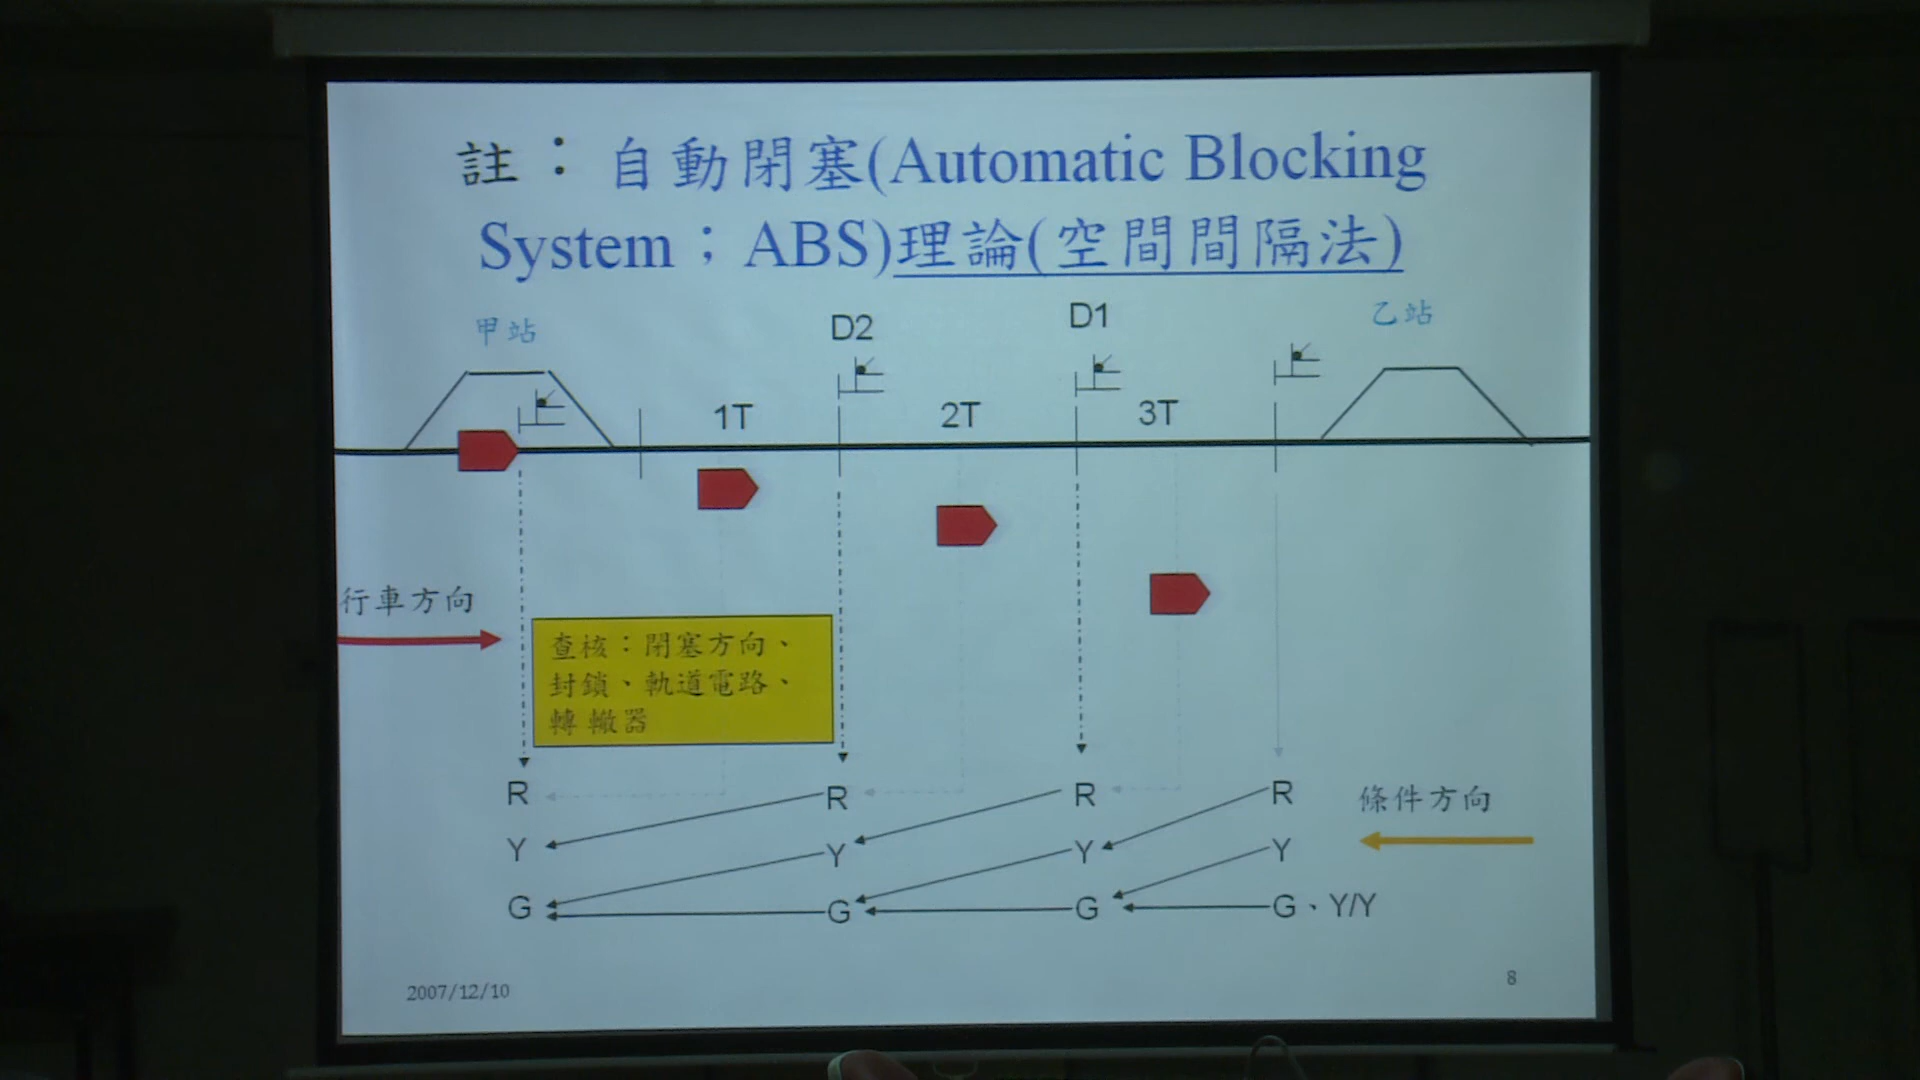 註：自動閉塞(Automatic Blocking
System；ABS)理論(空間間隔法)
甲站
D2
D1
乙站
1T
2T
3T
行車方向
查核：閉塞方向、
封鎖、軌道電路、
轉轍器
R
R
R
R
條件方向
Y
Y
Y
Y
G
G
G
G、Y/Y
2007/12/10
8